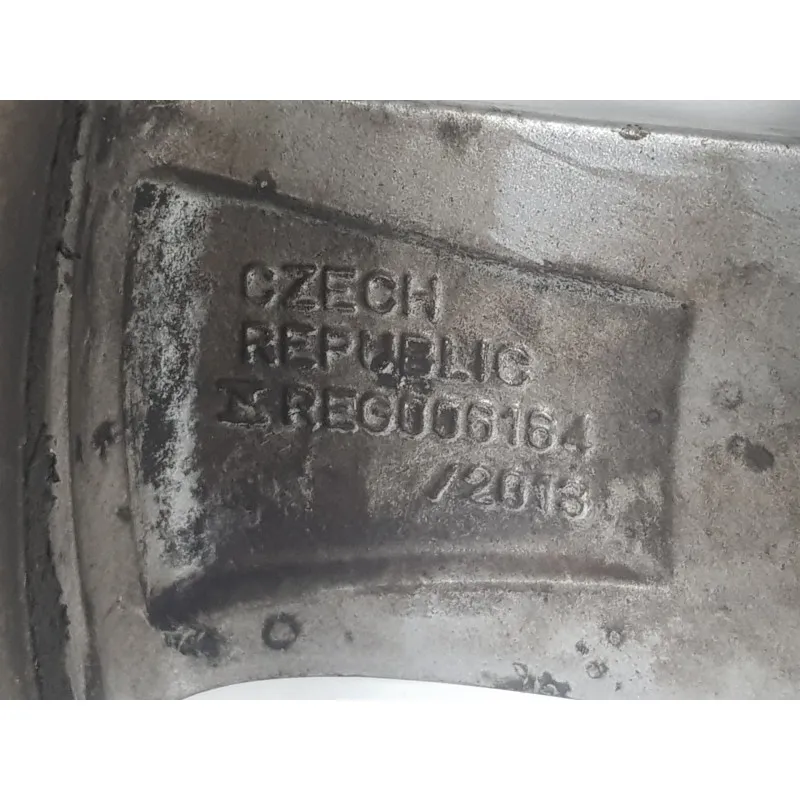 CZECH
REPUBLIC
REG006164
/2013